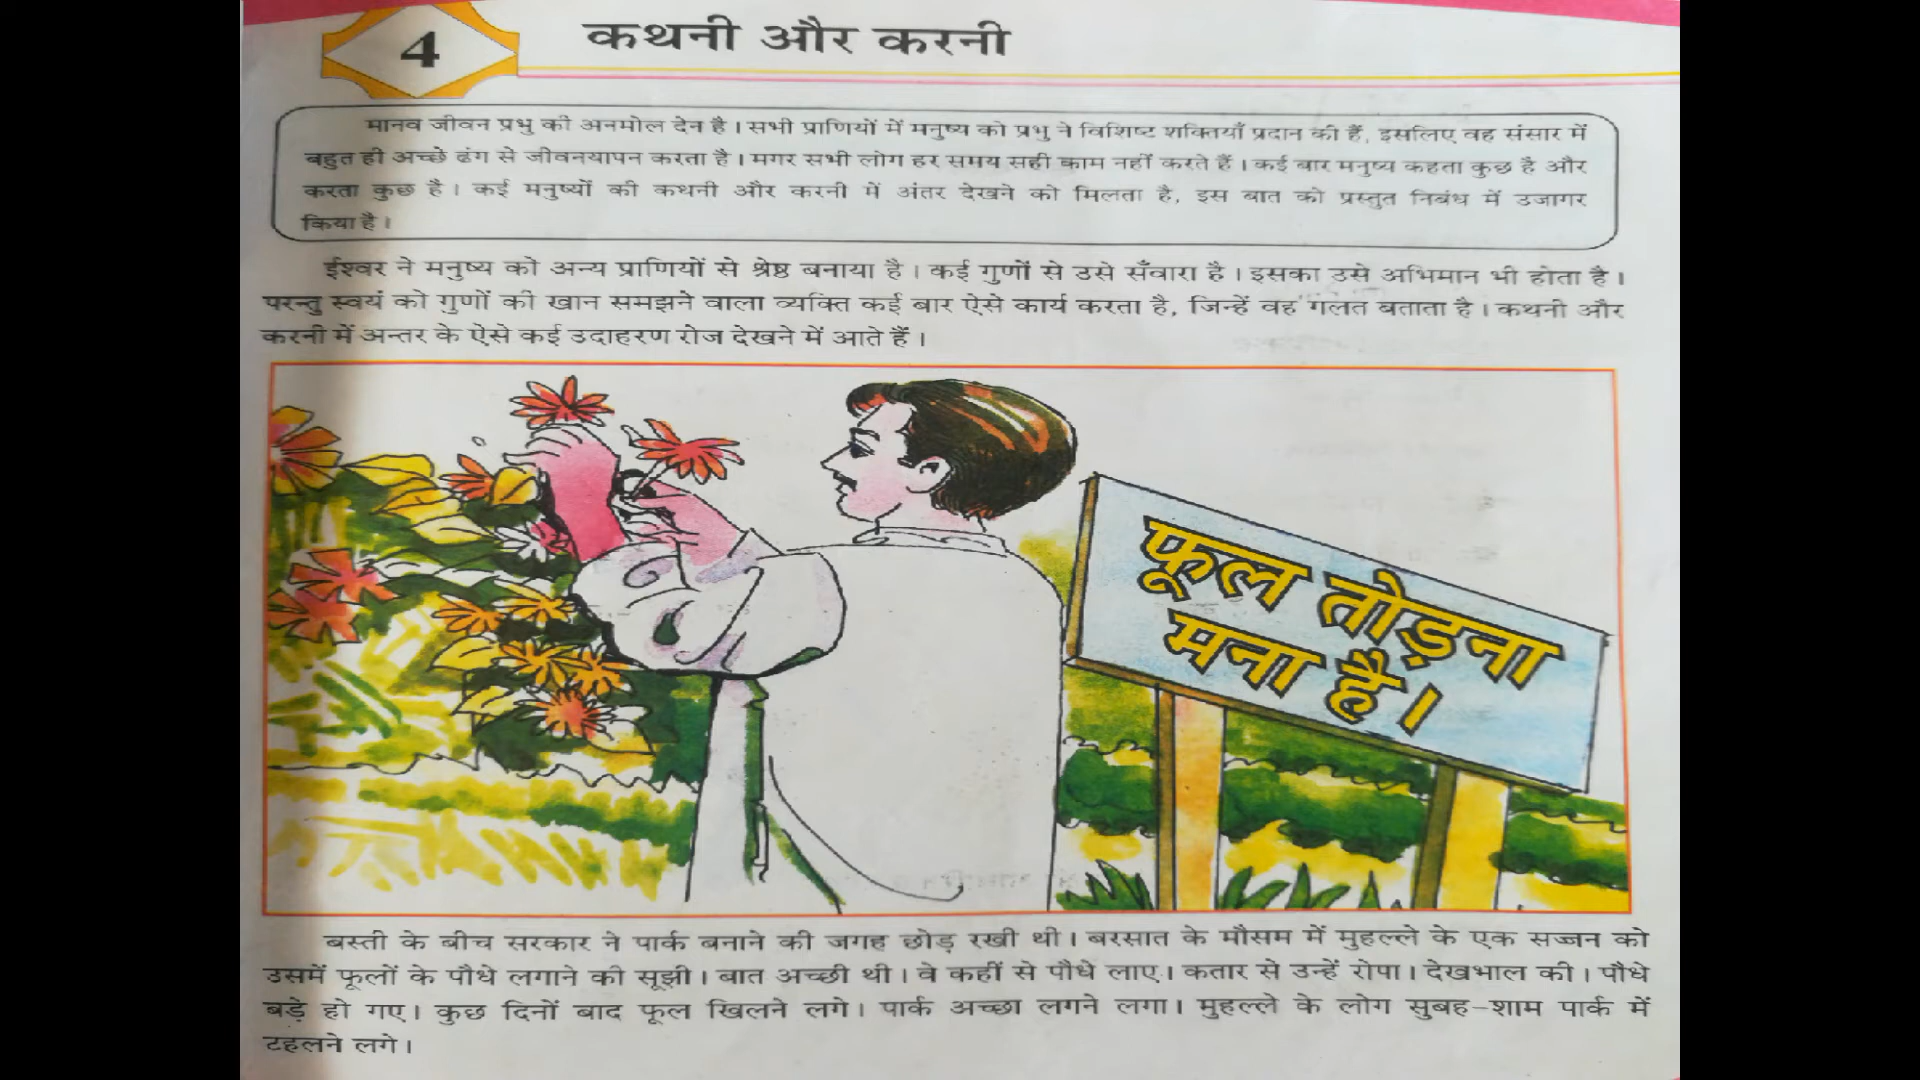 4
कथनी और करनी
मानव जीवन प्रभु की अनमोल देन है। सभी प्राणियों में मनुष्य को प्रभु ने विशिष्ट शक्तियाँ प्रदान की हैं, इसलिए वह संसार में
बहुत ही अच्छे ढंग से जीवनयापन करता है। मगर सभी लोग हर समय सही काम नहीं करते हैं। कई बार मनुष्य कहता कुछ है और
करता कुछ है। कई मनुष्यों की कथनी और करनी में अंतर देखने को मिलता है, इस बात को प्रस्तुत निबंध में उजागर
किया है।
ईश्वर ने मनुष्य को अन्य प्राणियों से श्रेष्ठ बनाया है। कई गुणों से उसे सँवारा है। इसका उसे अभिमान भी होता है।
परन्तु स्वयं को गुणों की खान समझने वाला व्यक्ति कई बार ऐसे कार्य करता है, जिन्हें वह गलत बताता है। कथनी और
करनी में अन्तर के ऐसे कई उदाहरण रोज देखने में आते हैं।
फूल तोड़ना
मना है।
बस्ती के बीच सरकार ने पार्क बनाने की जगह छोड़ रखी थी। बरसात के मौसम में मुहल्ले के एक सज्जन को
उसमें फूलों के पौधे लगाने की सूझी। बात अच्छी थी। वे कहीं से पौधे लाए। कतार से उन्हें रोपा। देखभाल की। पौधे
बड़े हो गए। कुछ दिनों बाद फूल खिलने लगे। पार्क अच्छा लगने लगा। मुहल्ले के लोग सुबह-शाम पार्क में
टहलने लगे।